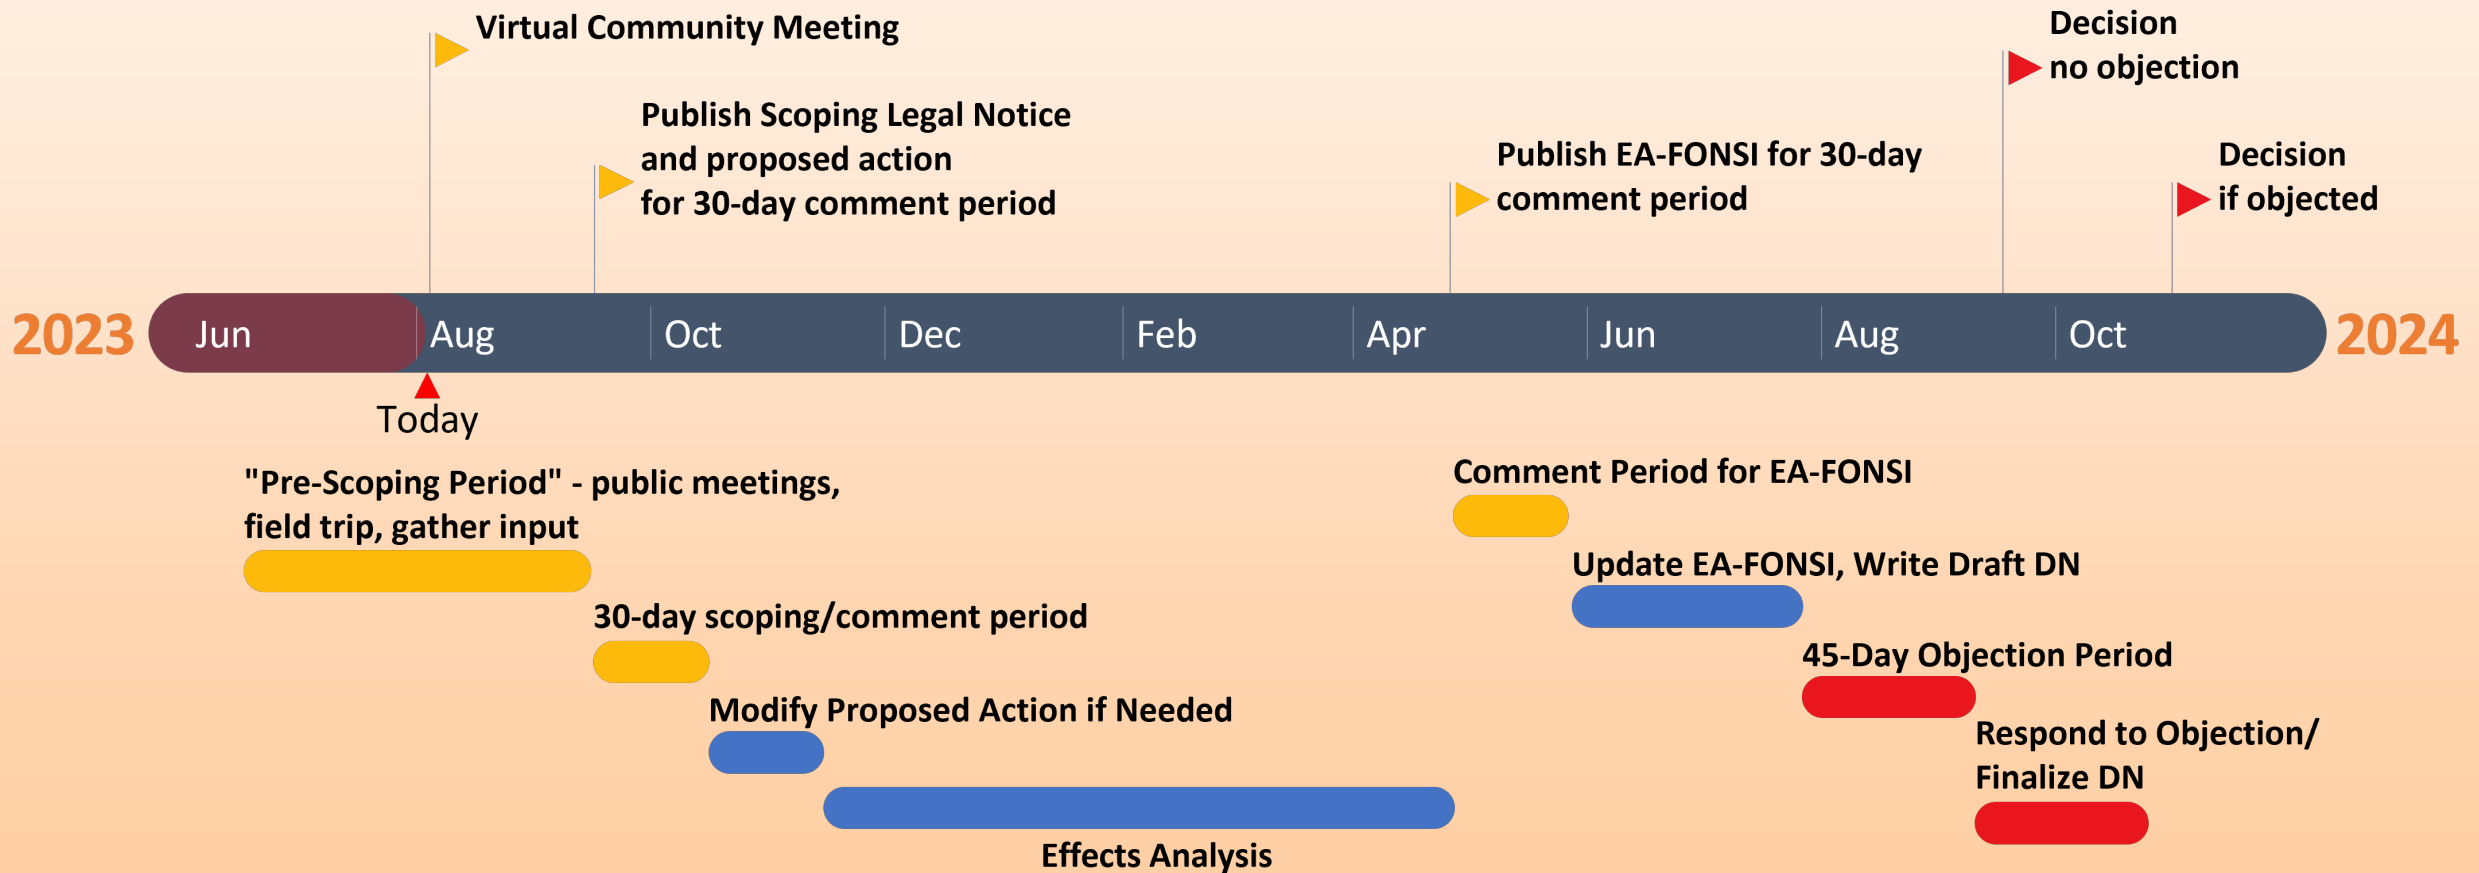 Virtual Community Meeting
Publish Scoping Legal Notice
and proposed action
for 30-day comment period
Publish EA-FONSI for 30-day
comment period
Decision
no objection
Decision
if objected
2023 Jun Aug Oct Dec Feb Apr Jun Aug Oct 2024
Today
"Pre-Scoping Period" - public meetings,
field trip, gather input
30-day scoping/comment period
Modify Proposed Action if Needed
Effects Analysis
Comment Period for EA-FONSI
Update EA-FONSI, Write Draft DN
45-Day Objection Period
Respond to Objection/
Finalize DN